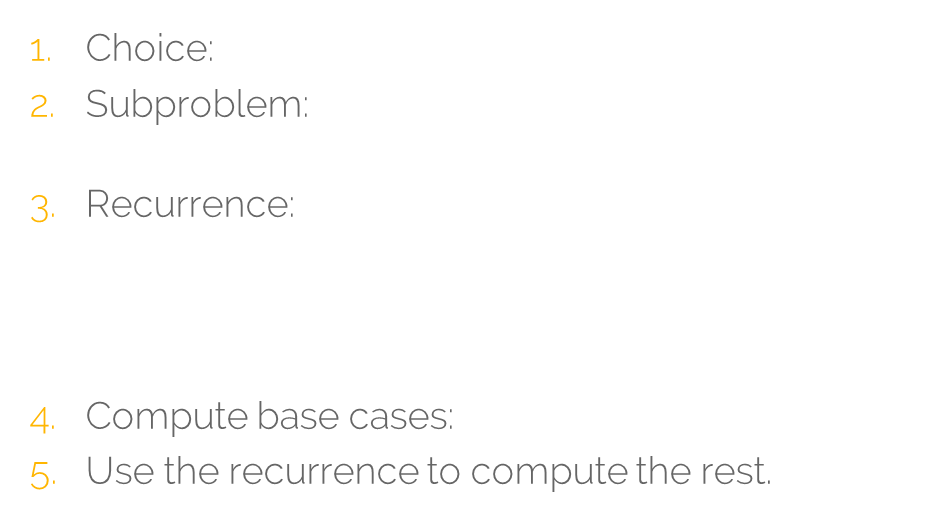 1. Choice:
2. Subproblem:
3. Recurrence:
4. Compute base cases:
5. Use the recurrence to compute the rest.